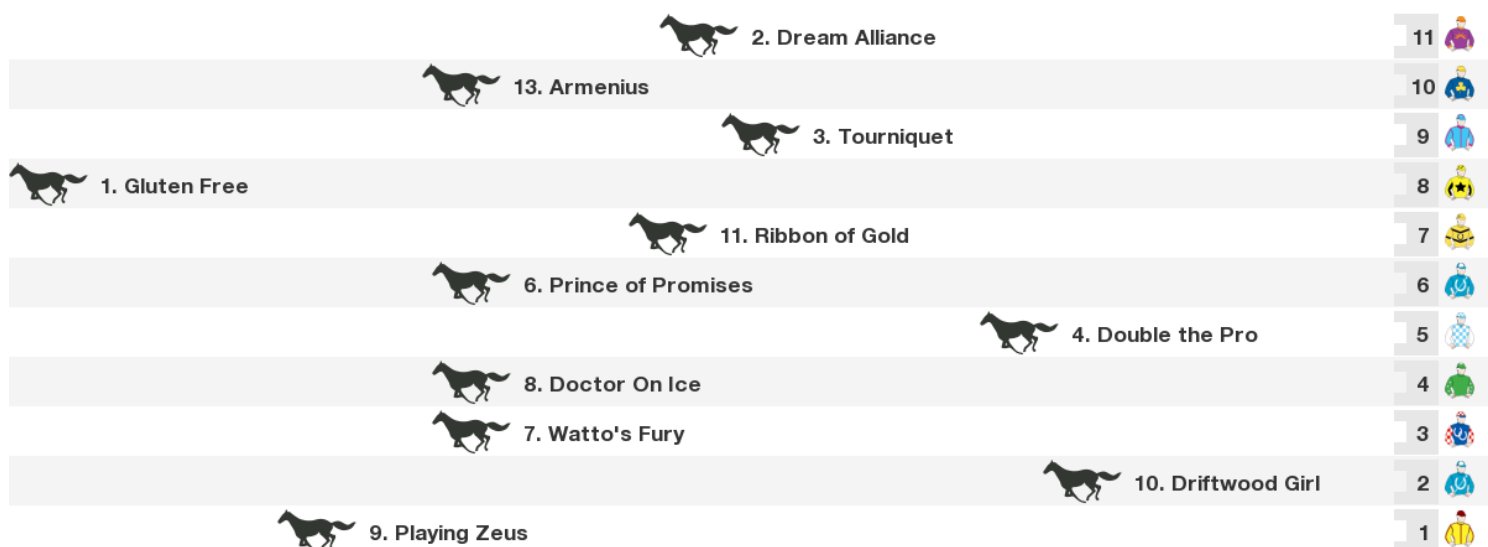 2. Dream Alliance 11
13. Armenius 10
3. Tourniquet 9
1. Gluten Free 8
11. Ribbon of Gold 7
6. Prince of Promises 6
4. Double the Pro 5
8. Doctor On Ice 4
7. Watto's Fury 3
10. Driftwood Girl 2
9. Playing Zeus 1